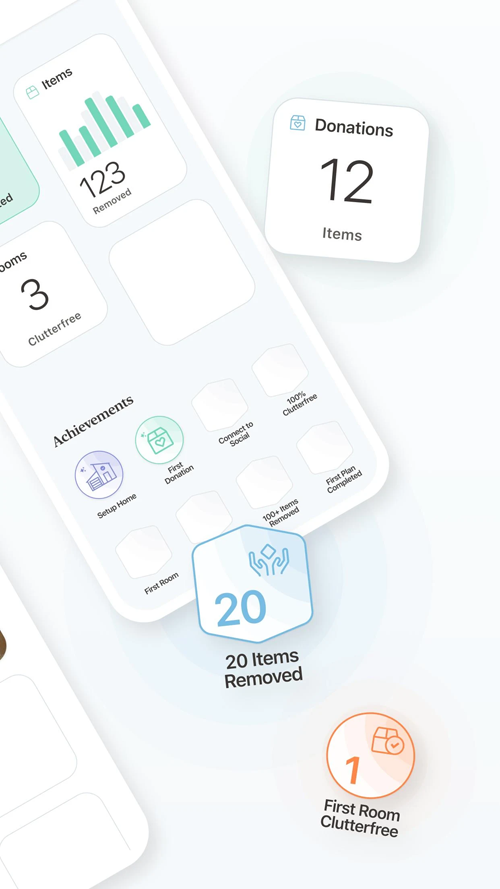 Items
123
Removed
Donations
12
Items
ted
ooms
3
Clutterfree
Achievements
Setup Home
First
Donation
Connect to
Social
100%
Clutterfree
First Room
100+ Items
Removed
First Plan
Completed
20
20 Items
Removed
1
First Room
Clutterfree